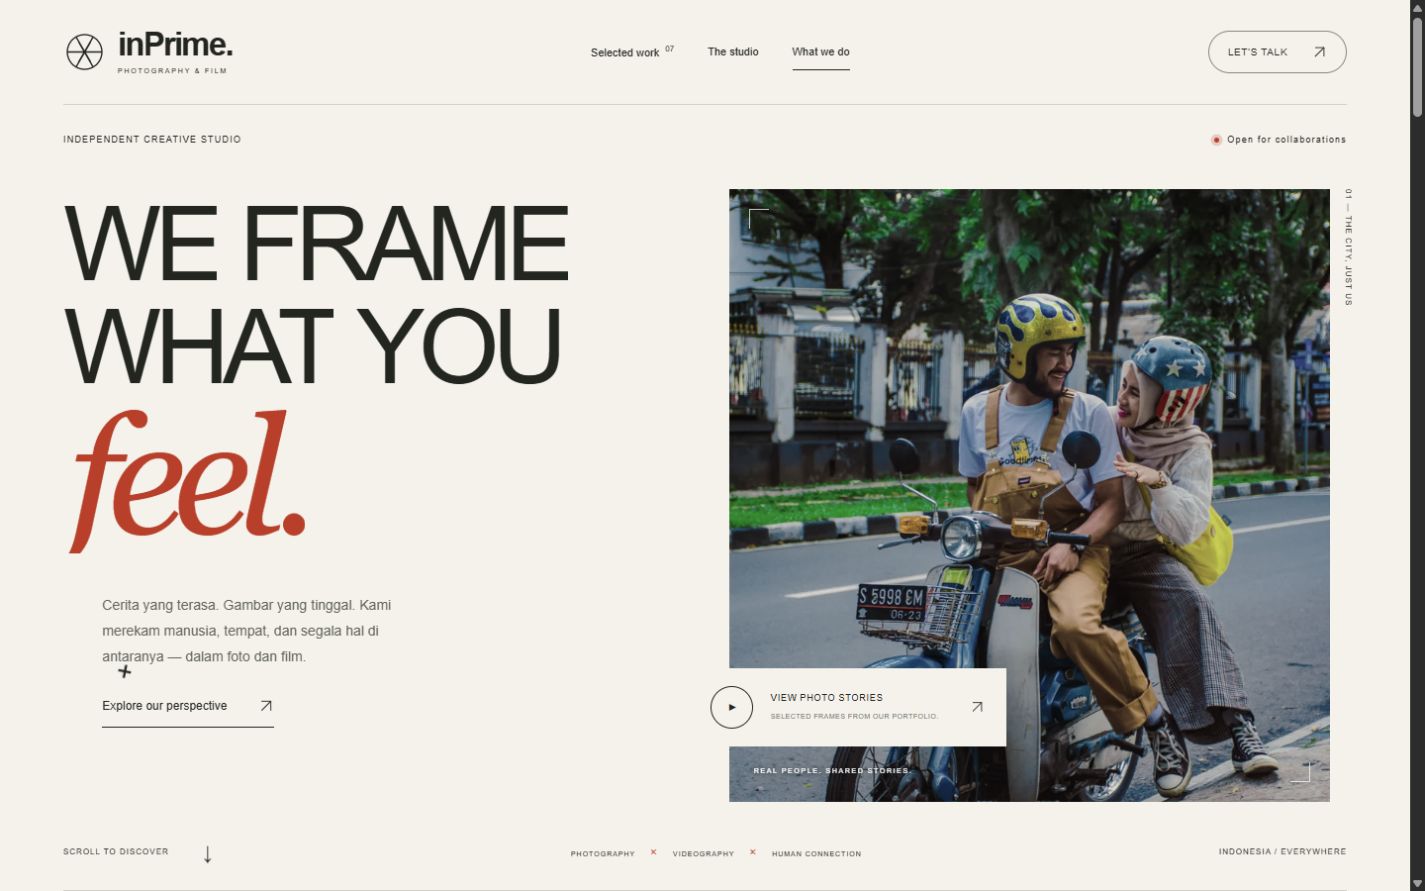 inPrime.
PHOTOGRAPHY & FILM
Selected work 07
The studio
What we do
LET'S TALK
INDEPENDENT CREATIVE STUDIO
Open for collaborations
WE FRAME
WHAT YOU
feel.
Cerita yang terasa. Gambar yang tinggal. Kami
merekam manusia, tempat, dan segala hal di
antaranya — dalam foto dan film.
Explore our perspective
01 — THE CITY, JUST US
S 5998 CM
06·23
VIEW PHOTO STORIES
SELECTED FRAMES FROM OUR PORTFOLIO.
REAL PEOPLE. SHARED STORIES.
SCROLL TO DISCOVER
PHOTOGRAPHY × VIDEOGRAPHY × HUMAN CONNECTION
INDONESIA / EVERYWHERE